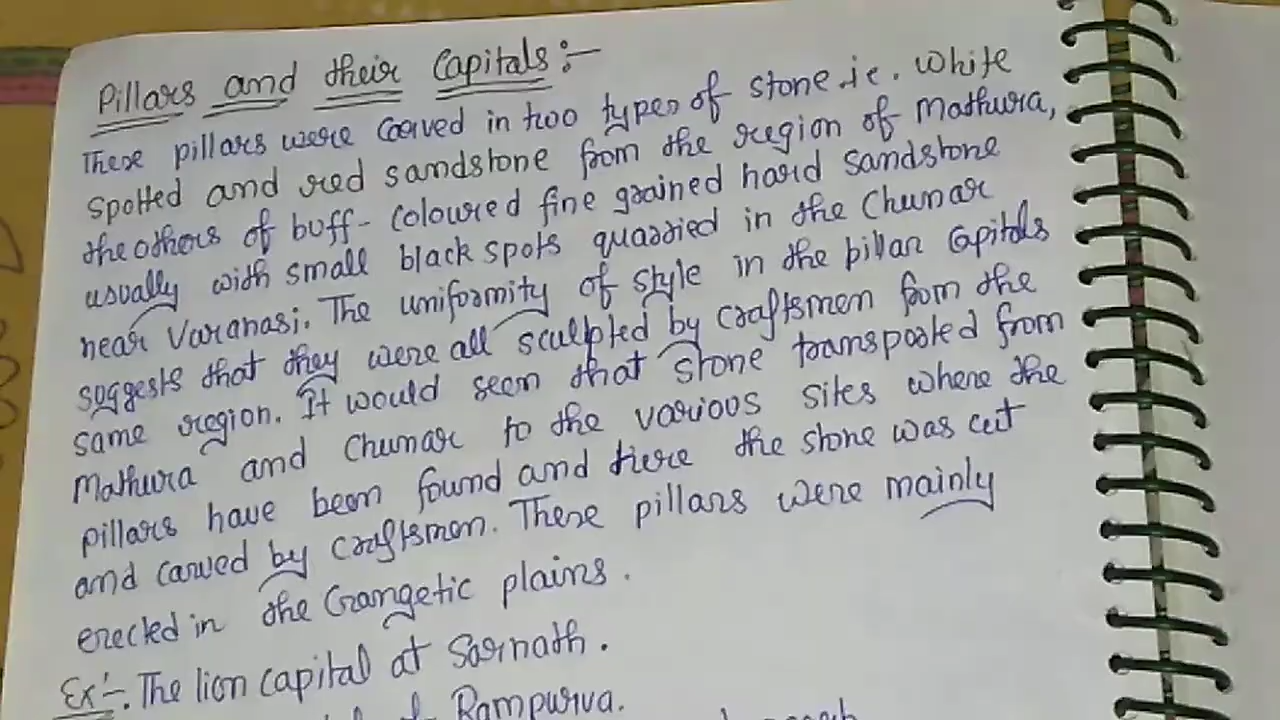 Pillars and their Capitals :-
These pillars were Carved in two types of stone .ie. White
Spotted and red sandstone from the region of Mathura,
the others of buff-Coloured fine grained hard sandstone
usually with small black spots quarried in the Chunar
near Varanasi. The uniformity of style in the pillar Capitals
suggests that they were all sculpted by craftsmen from the
same region. It would seem that stone transported from
Mathura and Chunar to the various sites where the
pillars have been found and here the stone was cut
and carved by craftsmen. These pillars were mainly
erected in the Grangetic plains.
Ex:-. The lion capital at Sarnath.
Rampurva.